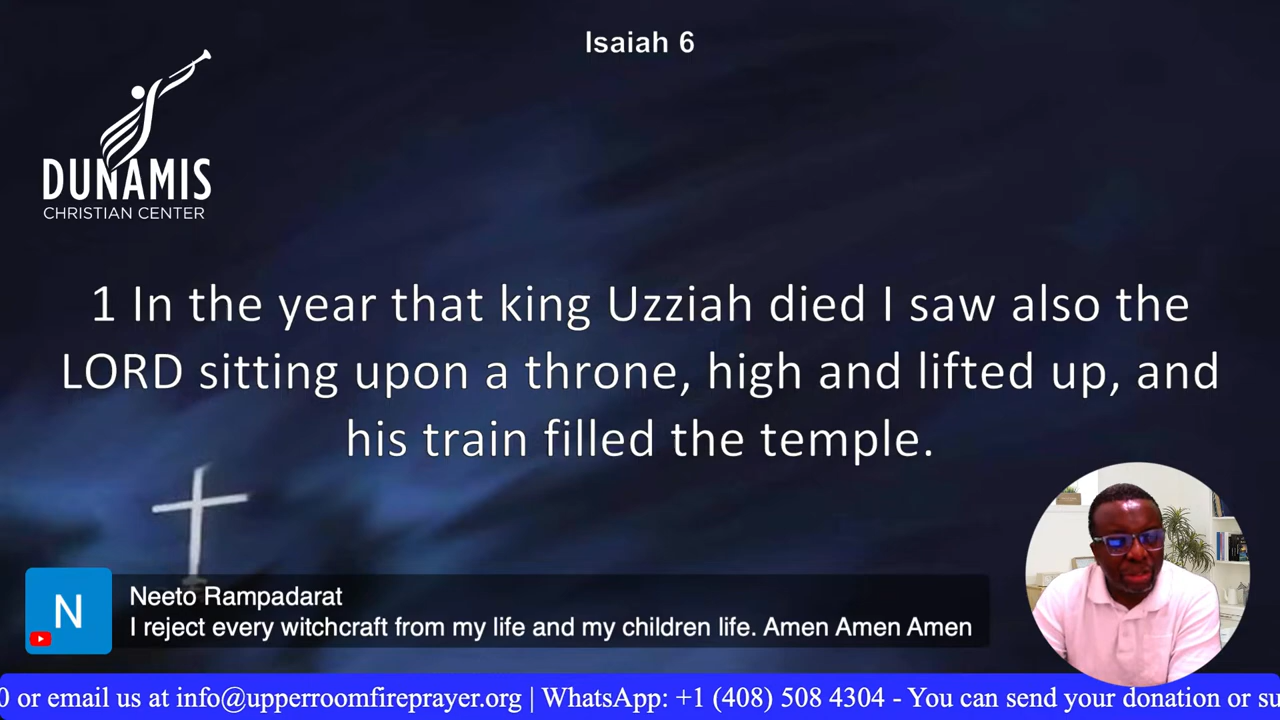 Isaiah 6
DUNAMIS
CHRISTIAN CENTER
1 In the year that king Uzziah died I saw also the
LORD sitting upon a throne, high and lifted up, and
his train filled the temple.
N
Neeto Rampadarat
I reject every witchcraft from my life and my children life. Amen Amen Amen
0 or email us at info@upperroomfireprayer.org | WhatsApp: +1 (408) 508 4304 - You can send your donation or su